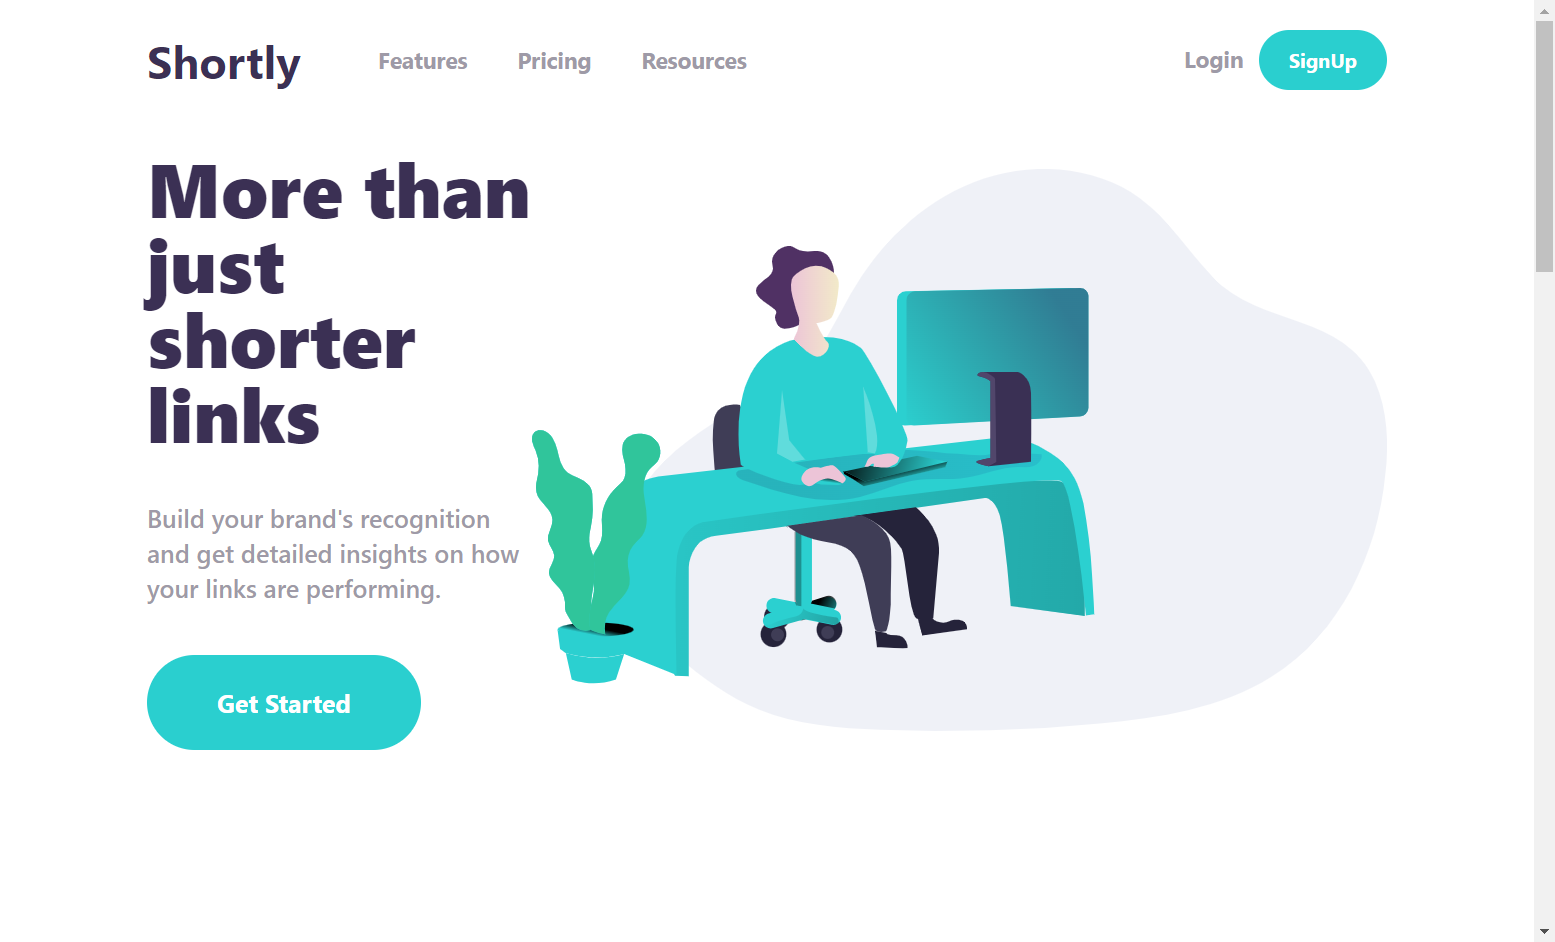 Shortly
Features
Pricing
Resources
Login
SignUp
More than
just
shorter
links
Build your brand's recognition
and get detailed insights on how
your links are performing.
Get Started